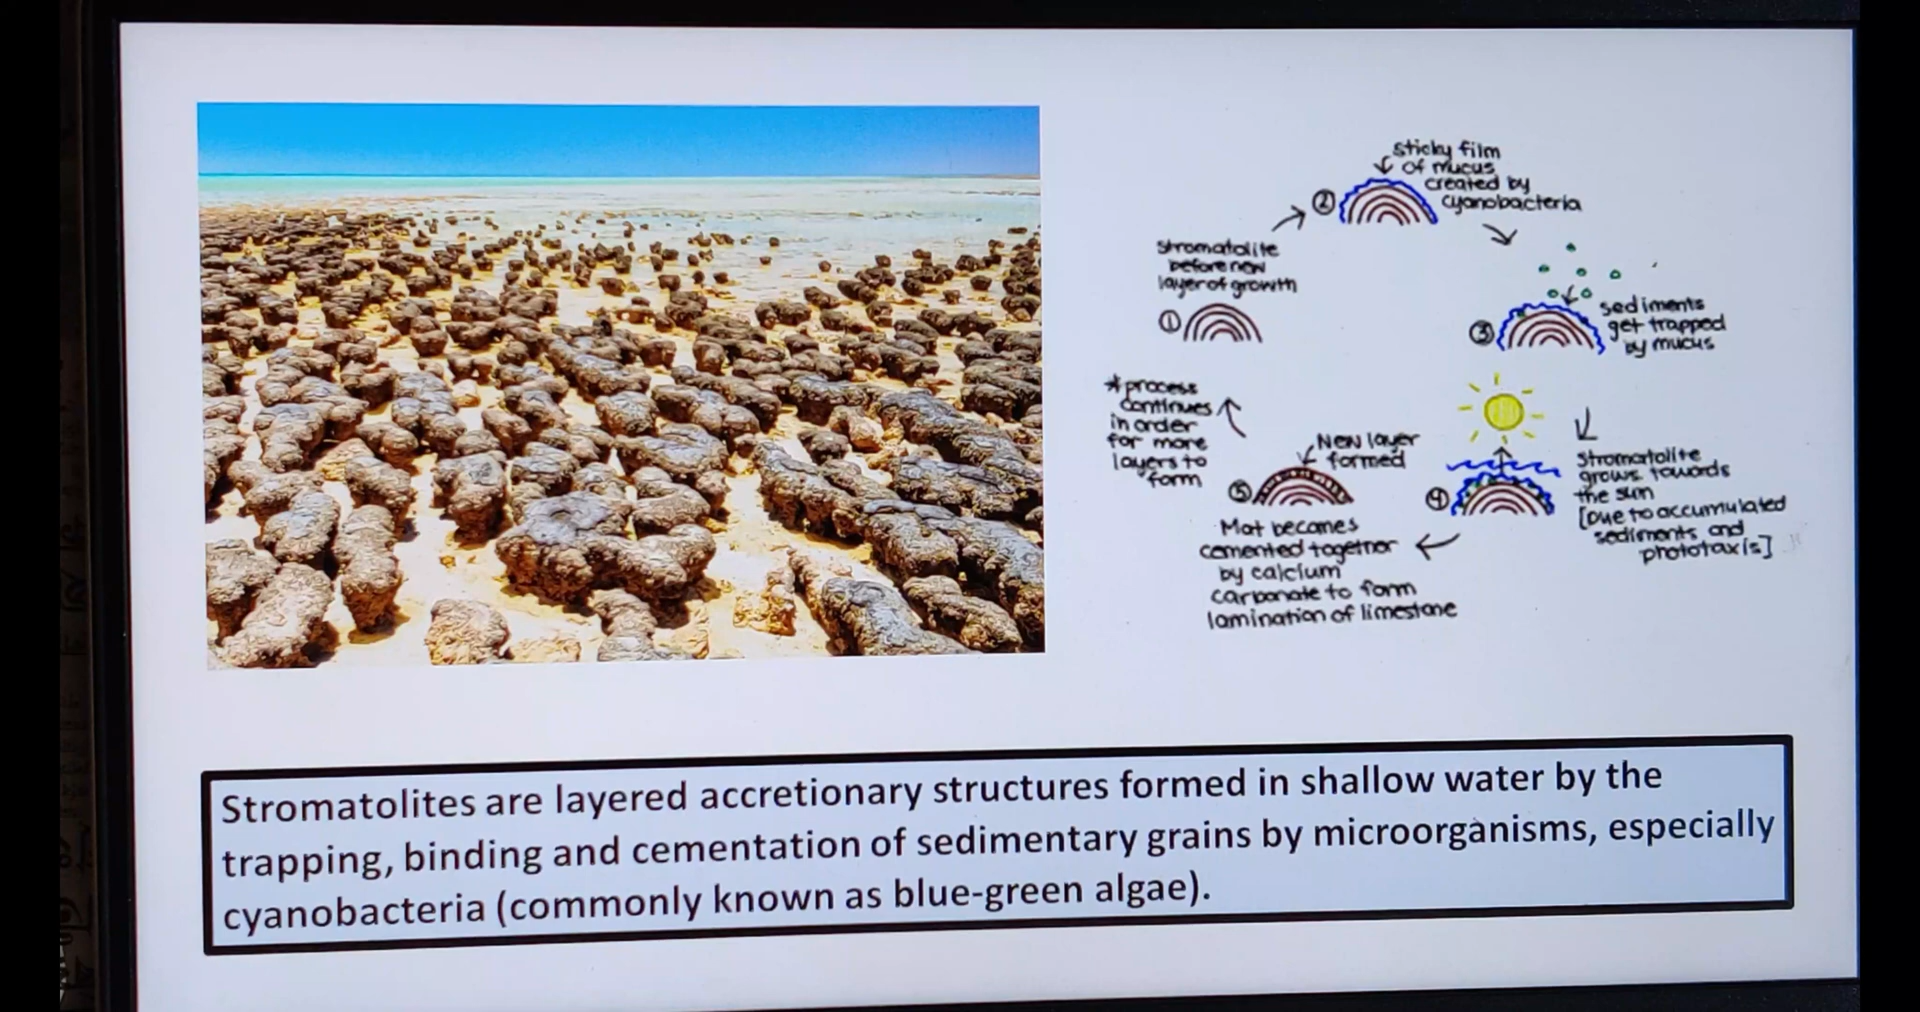 sticky film
of mucus
created by
cyanobacteria
②
stromatolite
before new
layer of growth
①
sediments
get trapped
by mucus
③
*process
continues
in order
for more
layers to
form
New layer
formed
⑤
Mat becomes
cemented together
by calcium
carbonate to form
lamination of limestone
④
Stromatolite
grows towards
the sun
[Due to accumulated
sediments and
phototaxis]
Stromatolites are layered accretionary structures formed in shallow water by the
trapping, binding and cementation of sedimentary grains by microorganisms, especially
cyanobacteria (commonly known as blue-green algae).